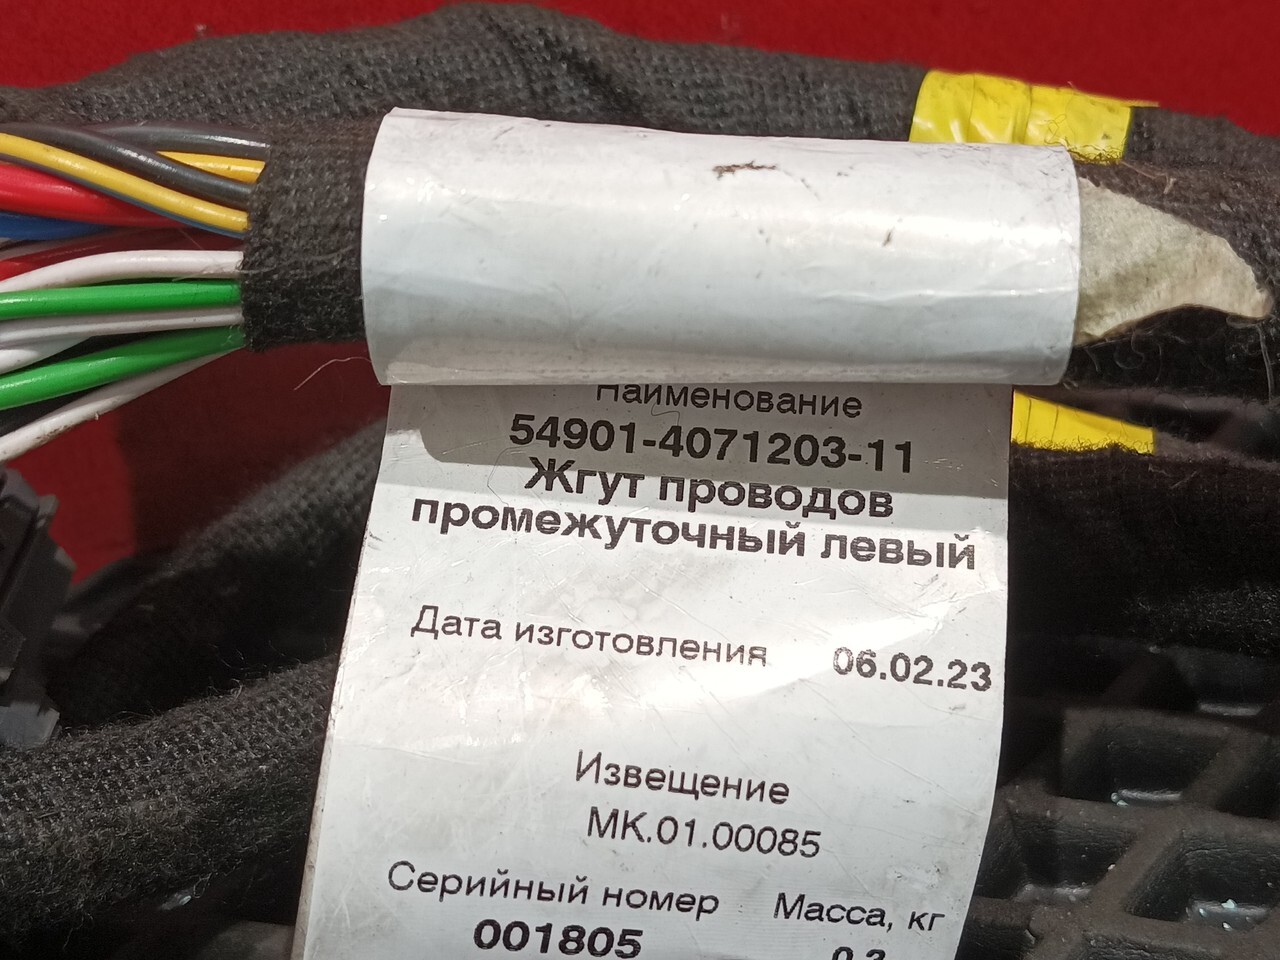 Наименование
54901-4071203-11
Жгут проводов
промежуточный левый
Дата изготовления 06.02.23
Извещение
МК.01.00085
Серийный номер Масса, кг
001805